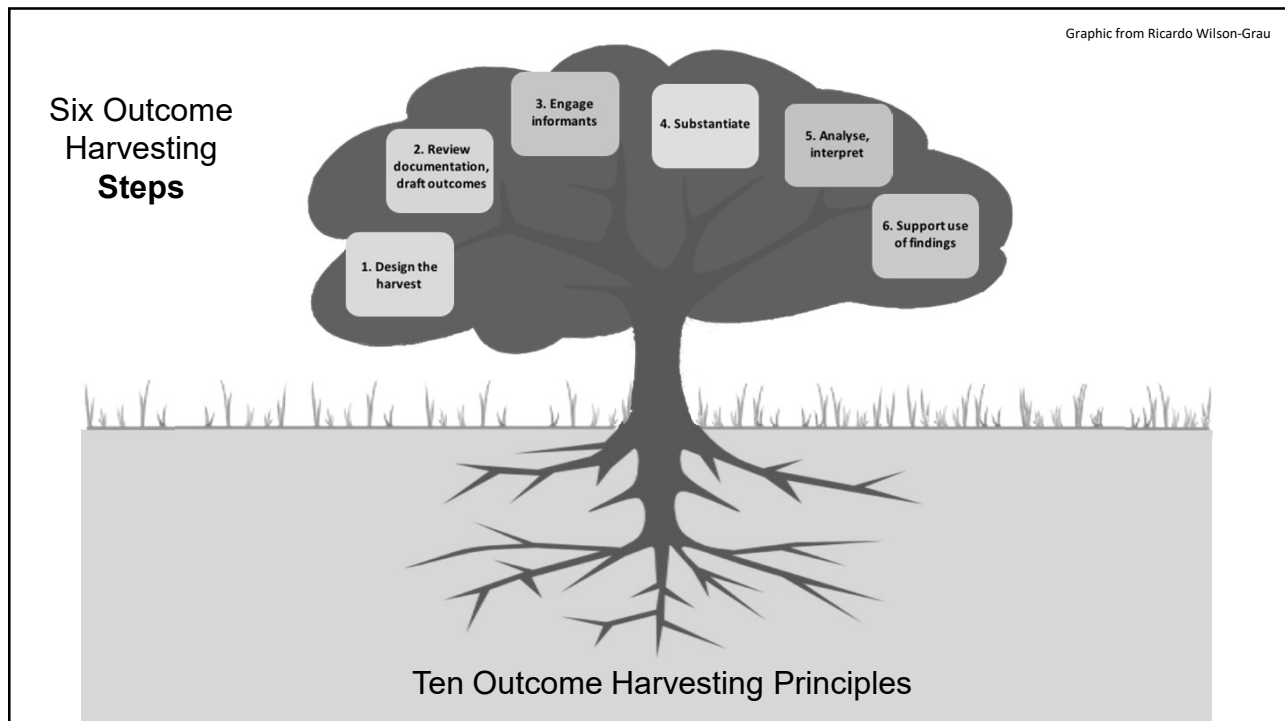 Graphic from Ricardo Wilson-Grau
Six Outcome
Harvesting
Steps
1. Design the
harvest
2. Review
documentation,
draft outcomes
3. Engage
informants
4. Substantiate
5. Analyse,
interpret
6. Support use
of findings
Ten Outcome Harvesting Principles